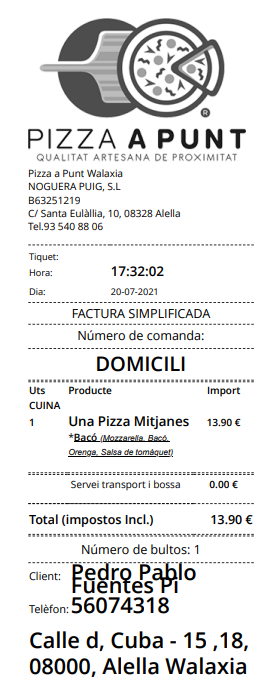 PIZZA A PUNT
QUALITAT ARTESANA DE PROXIMITAT
Pizza a Punt Walaxia
NOGUERA PUIG, S.L
B63251219
C/ Santa Eulàllia, 10, 08328 Alella
Tel.93 540 88 06
Tiquet:
Hora: 17:32:02
Dia: 20-07-2021
FACTURA SIMPLIFICADA
Número de comanda:
DOMICILI
Uts Producte Import
CUINA
1 Una Pizza Mitjanes 13.90 €
*Bacó (Mozzarella, Bacó,
Orenga, Salsa de tomàquet)
Servei transport i bossa 0.00 €
Total (impostos Incl.) 13.90 €
Número de bultos: 1
Client: Pedro Pablo
Fuentes Pi
Telèfon: 56074318
Calle d, Cuba - 15 ,18,
08000, Alella Walaxia